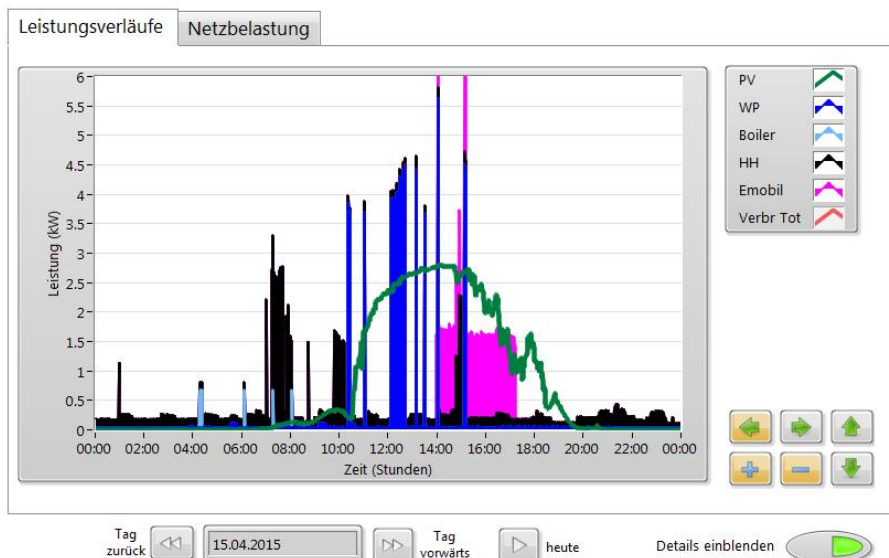 Leistungsverläufe
Netzbelastung
6
5.5
5
4.5
4
3.5
3
2.5
2
1.5
1
0.5
0
Leistung (kW)
00:00 02:00 04:00 06:00 08:00 10:00 12:00 14:00 16:00 18:00 20:00 22:00 00:00
Zeit (Stunden)
PV
WP
Boiler
HH
Emobil
Verbr Tot
Tag
zurück
15.04.2015
Tag
vorwärts
heute
Details einblenden